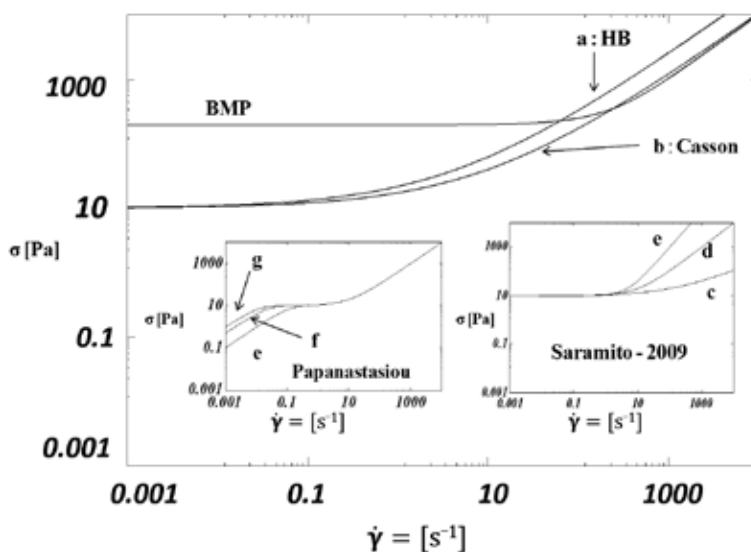 a : HB
1000
BMP
b : Casson
10
σ [Pa]
g
1000
σ [Pa]
10
f
0.1
e
Papanastasiou
0.001
0.001 0.1 10 1000
γ̇ = [s⁻¹]
e
1000
d
σ [Pa]
10
c
0.1
Saramito - 2009
0.001
0.001 0.1 10 1000
γ̇ = [s⁻¹]
0.1
0.001
0.001 0.1 10 1000
γ̇ = [s⁻¹]